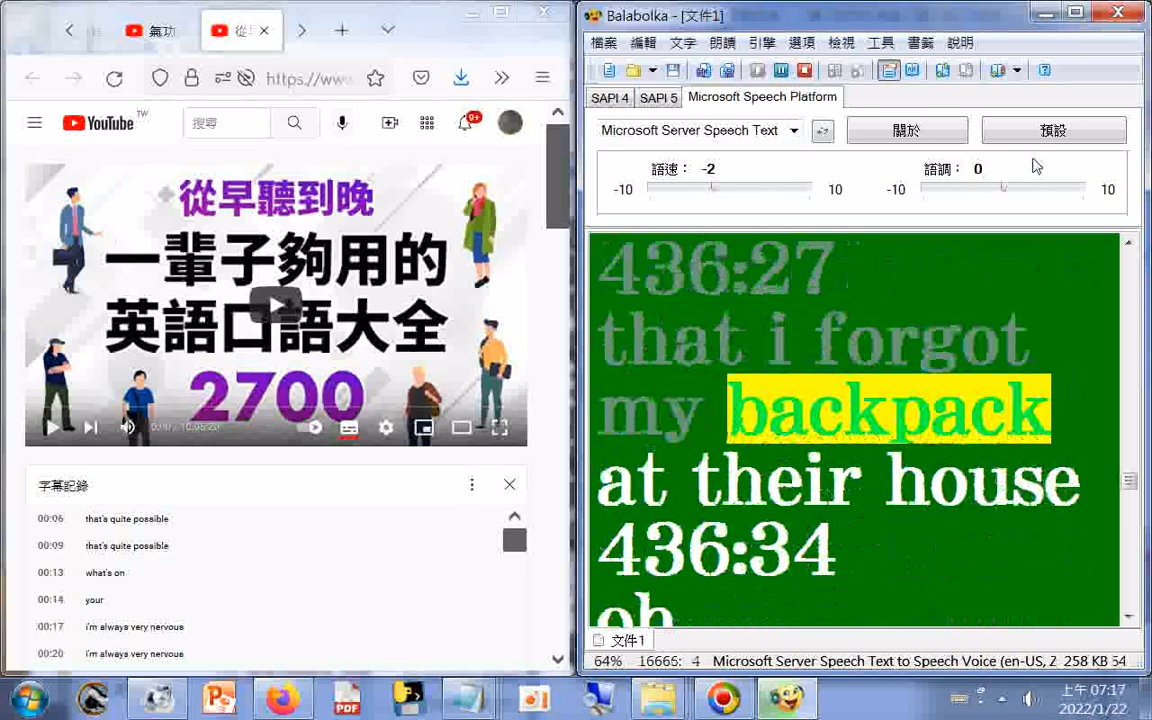 氣功
從
https://www
YouTube TW
搜尋
9+
從早聽到晚
一輩子夠用的
英語口語大全
2700
字幕記錄
00:06 that's quite possible
00:09 that's quite possible
00:13 what's on
00:14 your
00:17 i'm always very nervous
00:20 i'm always very nervous
Balabolka - [文件1]
檔案 編輯 文字 朗讀 引擎 選項 檢視 工具 書籤 說明
SAPI 4 SAPI 5 Microsoft Speech Platform
Microsoft Server Speech Text
關於
預設
語速： -2
-10 10
語調： 0
-10 10
436:27
that i forgot
my backpack
at their house
436:34
oh
文件1
64% 16665: 4 Microsoft Server Speech Text to Speech Voice (en-US, 2 258 KB 54
PDF
上午 07:17
2022/1/22